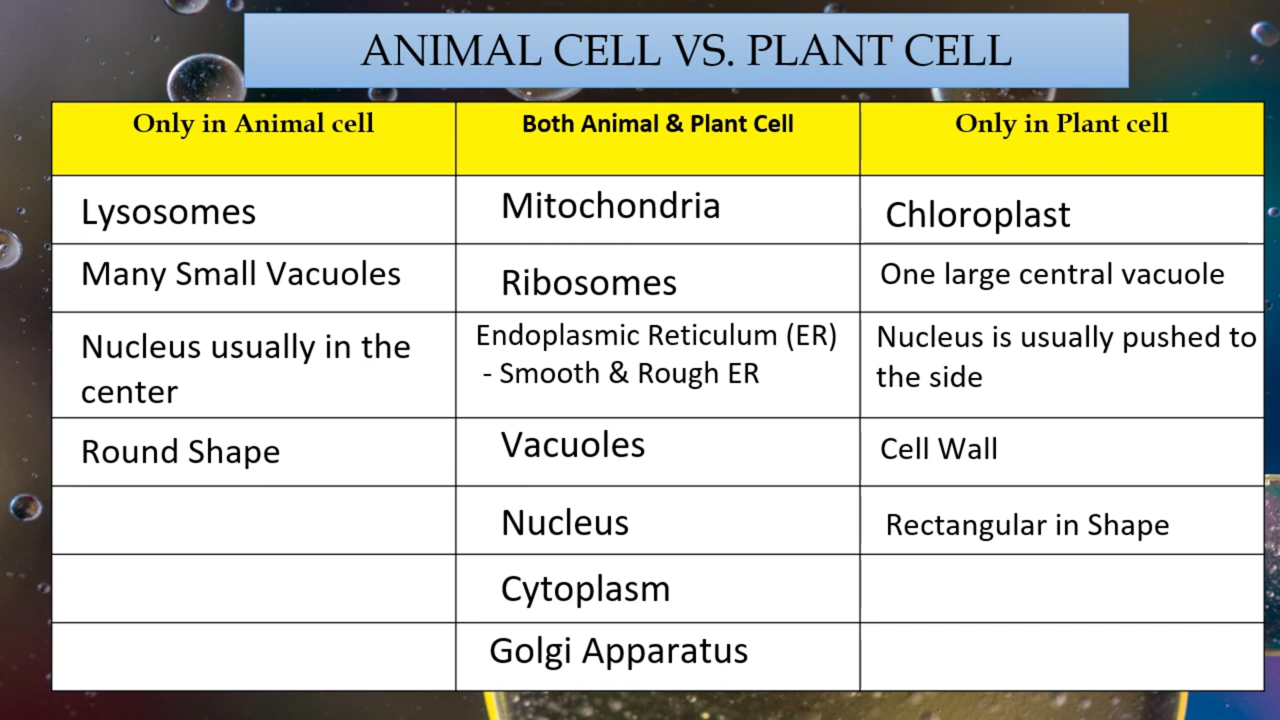 ANIMAL CELL VS. PLANT CELL
Only in Animal cell
Both Animal & Plant Cell
Only in Plant cell
Lysosomes
Mitochondria
Chloroplast
Many Small Vacuoles
Ribosomes
One large central vacuole
Nucleus usually in the
center
Endoplasmic Reticulum (ER)
- Smooth & Rough ER
Nucleus is usually pushed to
the side
Round Shape
Vacuoles
Cell Wall
Nucleus
Rectangular in Shape
Cytoplasm
Golgi Apparatus